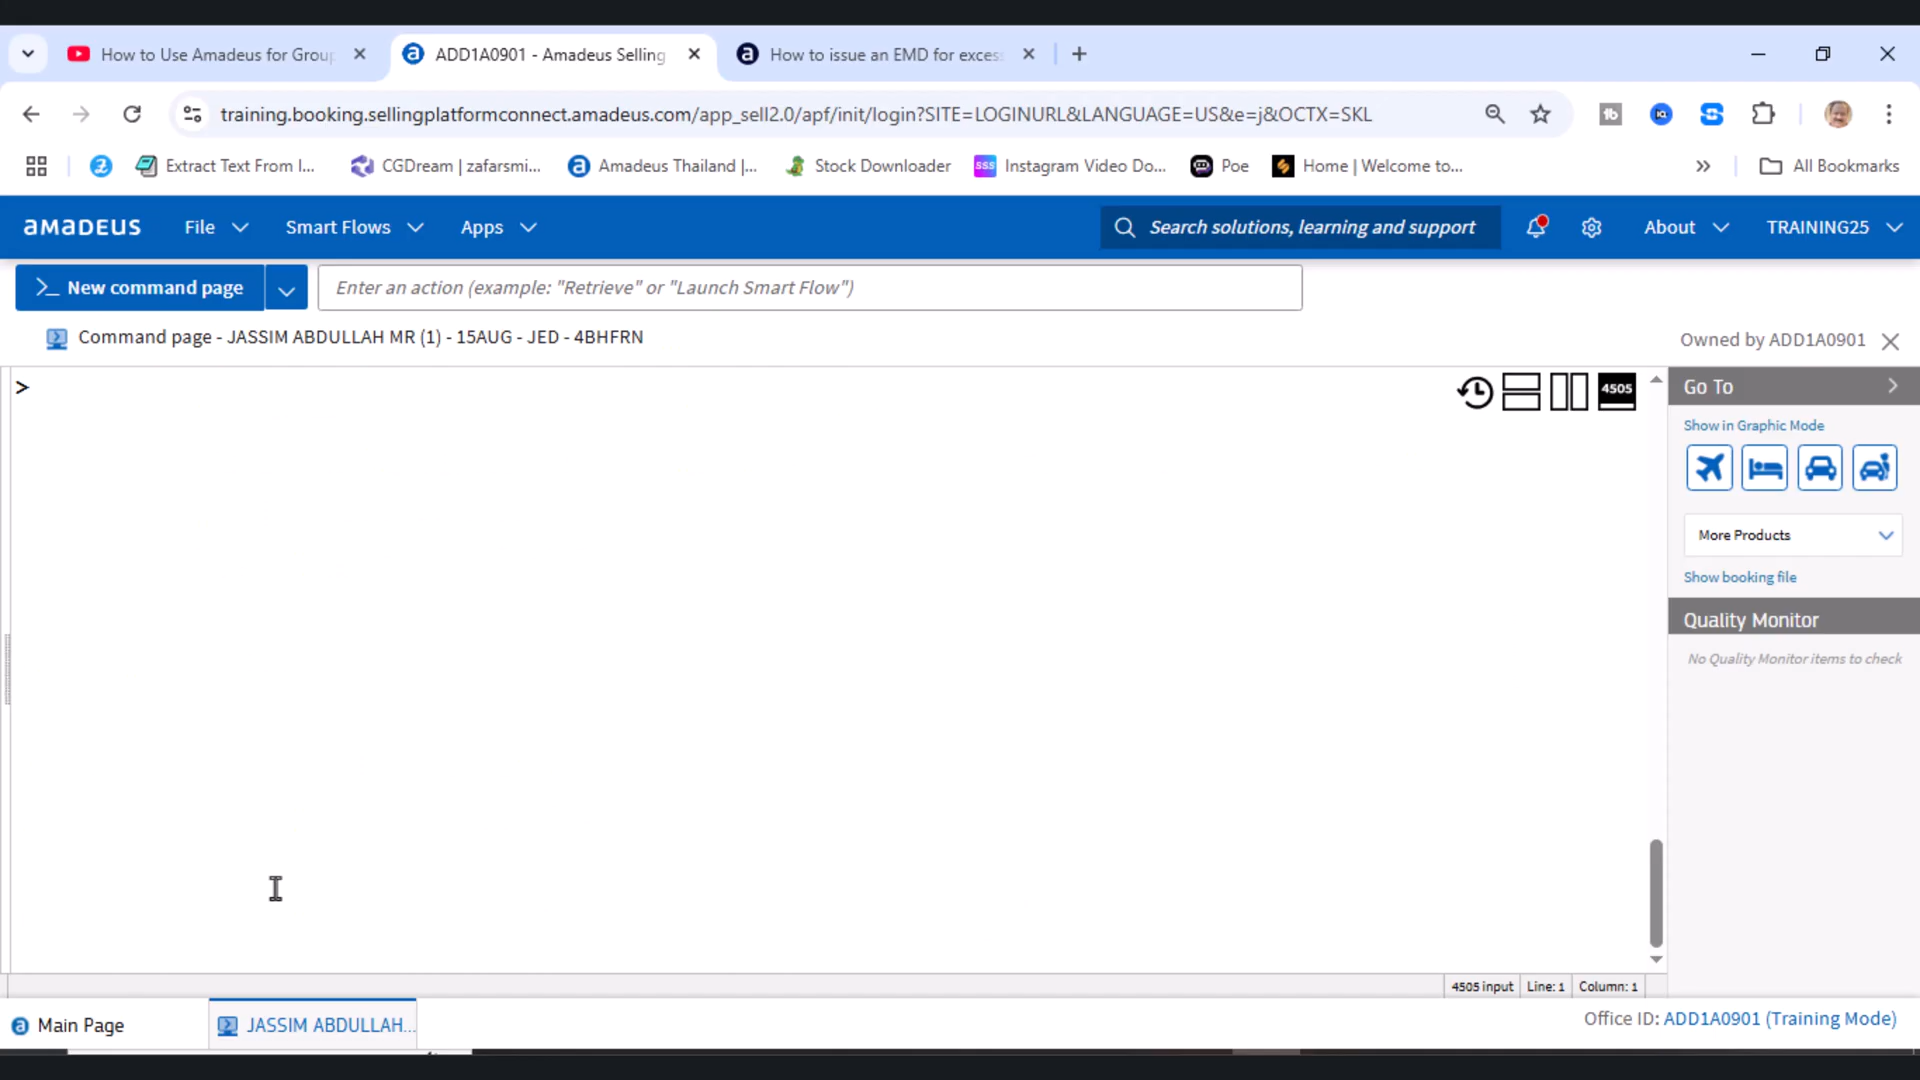 How to Use Amadeus for Grou
ADD1A0901 - Amadeus Selling
How to issue an EMD for exces
training.booking.sellingplatformconnect.amadeus.com/app_sell2.0/apf/init/login?SITE=LOGINURL&LANGUAGE=US&e=j&OCTX=SKL
Extract Text From I...
CGDream | zafarsmi...
Amadeus Thailand |...
Stock Downloader
sss
Instagram Video Do...
Poe
Home | Welcome to...
All Bookmarks
amadeus
File
Smart Flows
Apps
Search solutions, learning and support
About
TRAINING25
>_ New command page
Enter an action (example: "Retrieve" or "Launch Smart Flow")
Command page - JASSIM ABDULLAH MR (1) - 15AUG - JED - 4BHFRN
Owned by ADD1A0901
>
4505
Go To
Show in Graphic Mode
More Products
Show booking file
Quality Monitor
No Quality Monitor items to check
4505 input
Line: 1
Column: 1
Main Page
JASSIM ABDULLAH...
Office ID: ADD1A0901 (Training Mode)